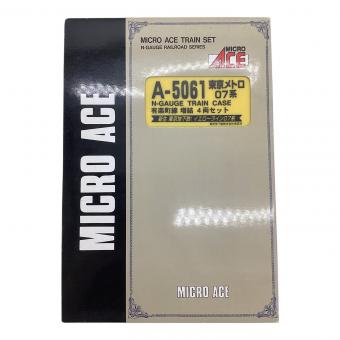 MICRO ACE
MICRO ACE TRAIN SET
N-GAUGE RAILROAD SERIES
MICRO
ACE
A-5061 東京メトロ
07系
N-GAUGE TRAIN CASE
有楽町線 増結 4両セット
MICRO ACE